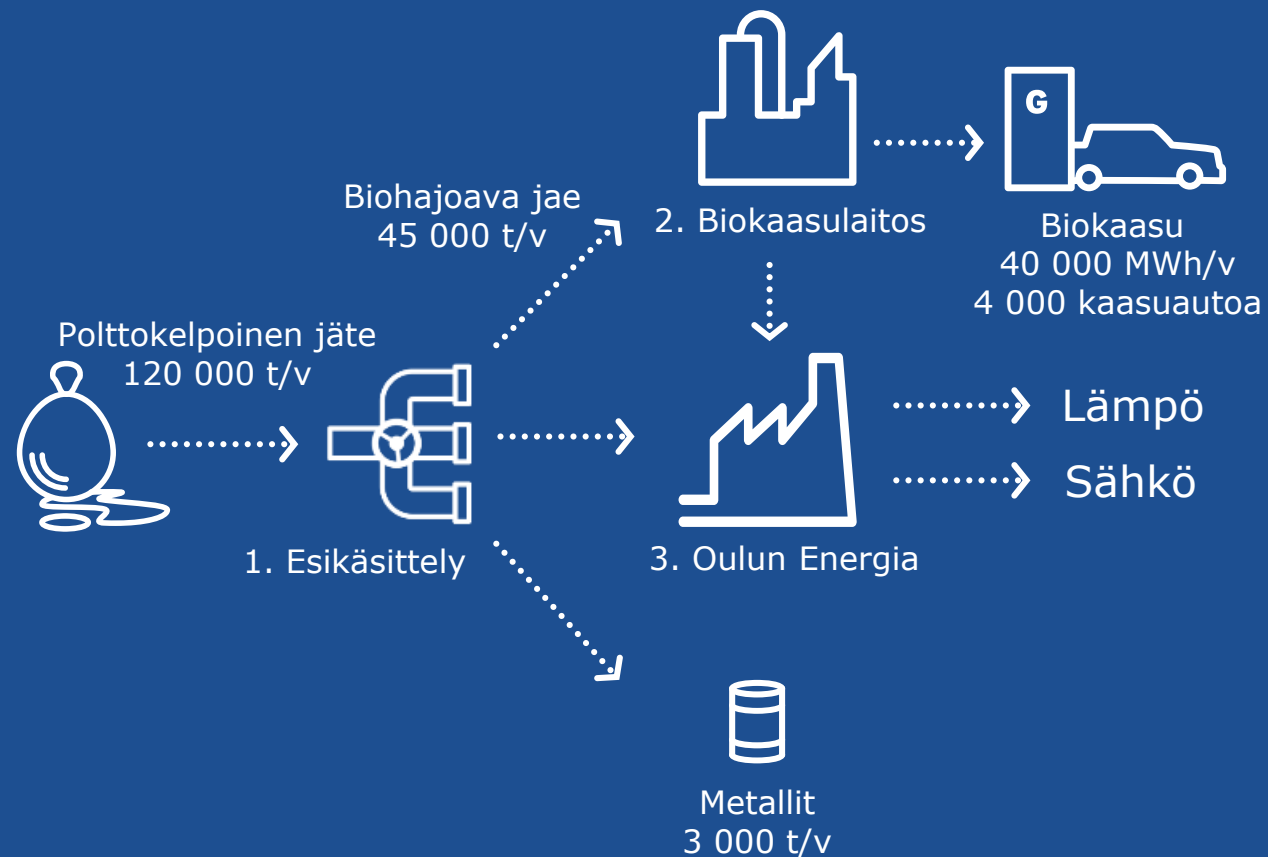 G
Biohajoava jae
45 000 t/v
2. Biokaasulaitos
Biokaasu
40 000 MWh/v
4 000 kaasuautoa
Polttokelpoinen jäte
120 000 t/v
Lämpö
Sähkö
1. Esikäsittely
3. Oulun Energia
Metallit
3 000 t/v